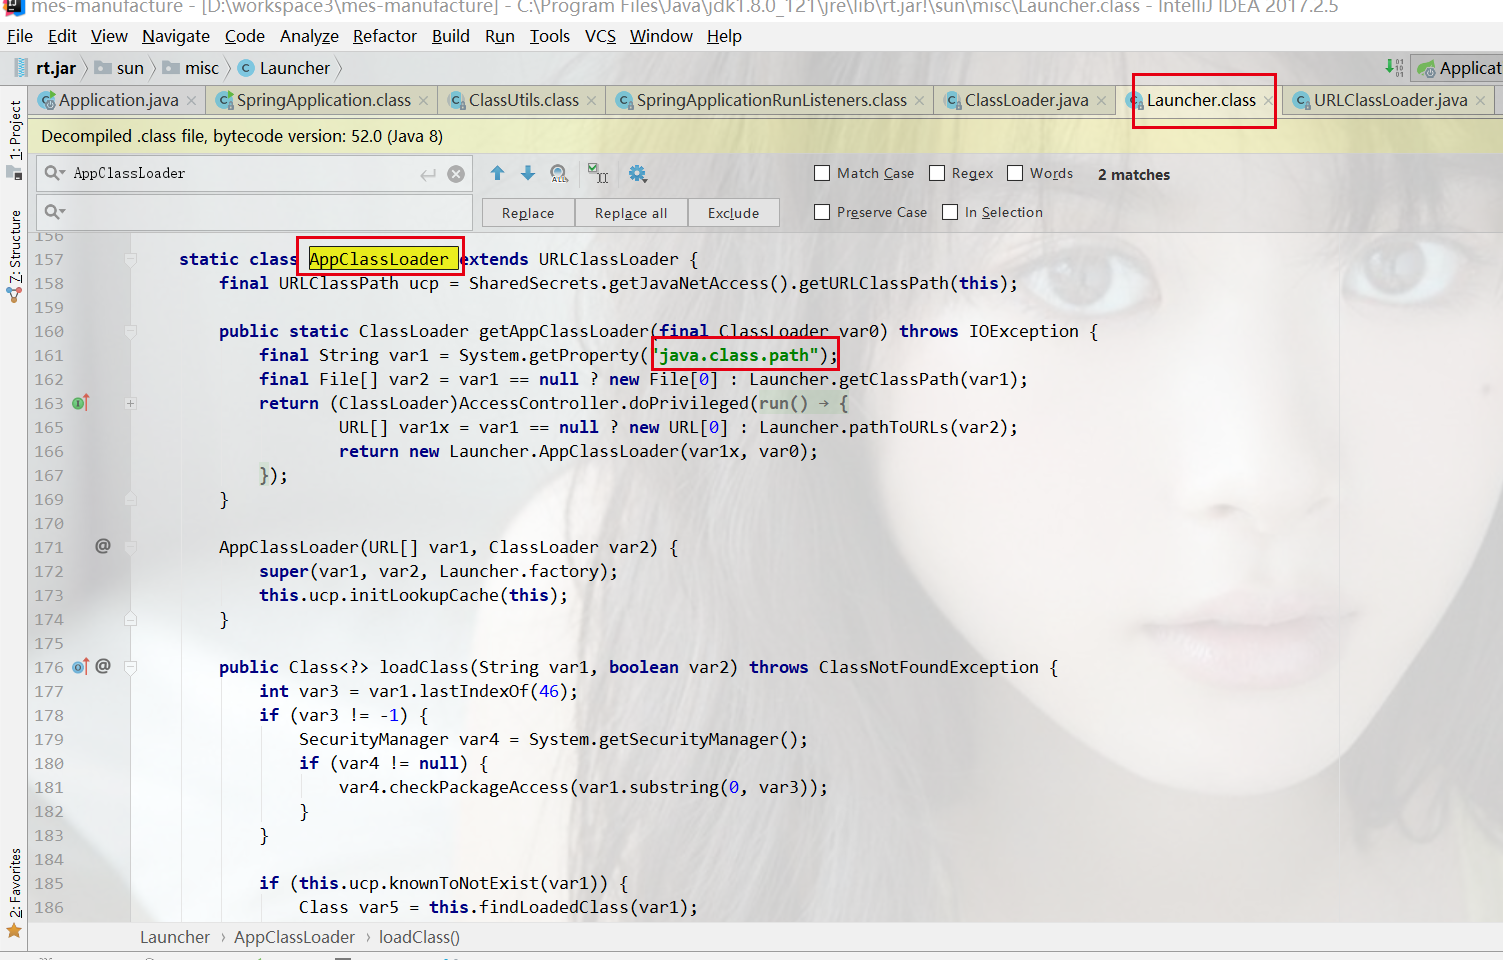 mes-manufacture - [D:\workspace3\mes-manufacture] - C:\Program Files\Java\jdk1.8.0_121\jre\lib\rt.jar!\sun\misc\Launcher.class - IntelliJ IDEA 2017.2.5
File Edit View Navigate Code Analyze Refactor Build Run Tools VCS Window Help
rt.jar sun misc Launcher Applicat
Application.java SpringApplication.class ClassUtils.class SpringApplicationRunListeners.class ClassLoader.java Launcher.class URLClassLoader.java
Decompiled .class file, bytecode version: 52.0 (Java 8)
AppClassLoader Match Case Regex Words 2 matches
Replace Replace all Exclude Preserve Case In Selection
1: Project
7: Structure
2: Favorites
156
157 static class AppClassLoader extends URLClassLoader {
158 final URLClassPath ucp = SharedSecrets.getJavaNetAccess().getURLClassPath(this);
159
160 public static ClassLoader getAppClassLoader(final ClassLoader var0) throws IOException {
161 final String var1 = System.getProperty("java.class.path");
162 final File[] var2 = var1 == null ? new File[0] : Launcher.getClassPath(var1);
163 return (ClassLoader)AccessController.doPrivileged(run() → {
165 URL[] var1x = var1 == null ? new URL[0] : Launcher.pathToURLs(var2);
166 return new Launcher.AppClassLoader(var1x, var0);
167 });
169 }
170
171 @ AppClassLoader(URL[] var1, ClassLoader var2) {
172 super(var1, var2, Launcher.factory);
173 this.ucp.initLookupCache(this);
174 }
175
176 @ public Class<?> loadClass(String var1, boolean var2) throws ClassNotFoundException {
177 int var3 = var1.lastIndexOf(46);
178 if (var3 != -1) {
179 SecurityManager var4 = System.getSecurityManager();
180 if (var4 != null) {
181 var4.checkPackageAccess(var1.substring(0, var3));
182 }
183 }
184
185 if (this.ucp.knownToNotExist(var1)) {
186 Class var5 = this.findLoadedClass(var1);
Launcher › AppClassLoader › loadClass()